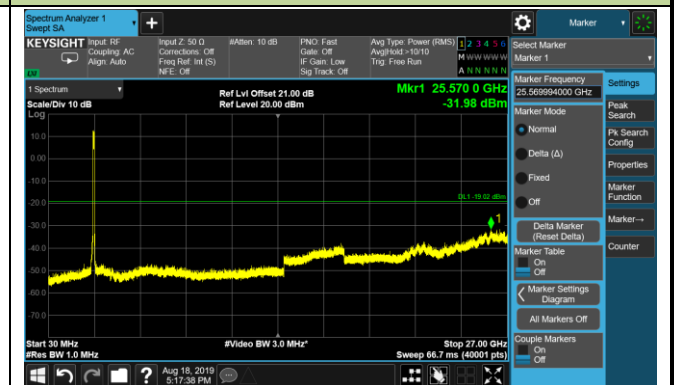 Spectrum Analyzer 1
Swept SA
Marker
KEYSIGHT
Input: RF
Coupling: AC
Align: Auto
Input Z: 50 Ω
Corrections: Off
Freq Ref: Int (S)
NFE: Off
#Atten: 10 dB
PNO: Fast
Gate: Off
IF Gain: Low
Sig Track: Off
Avg Type: Power (RMS)
Avg|Hold:>10/10
Trig: Free Run
1 2 3 4 5 6
M W W W W W
A N N N N N
Select Marker
Marker 1
1 Spectrum
Scale/Div 10 dB
Log
Ref Lvl Offset 21.00 dB
Ref Level 20.00 dBm
Mkr1 25.570 0 GHz
-31.98 dBm
10.0
0.00
-10.0
-20.0
-30.0
-40.0
-50.0
-60.0
-70.0
DL1 -19.02 dBm
1
Start 30 MHz
#Res BW 1.0 MHz
#Video BW 3.0 MHz*
Stop 27.00 GHz
Sweep 66.7 ms (40001 pts)
Marker Frequency
25.569994000 GHz
Marker Mode
Normal
Delta (Δ)
Fixed
Off
Delta Marker
(Reset Delta)
Marker Table
On
Off
Marker Settings
Diagram
All Markers Off
Couple Markers
On
Off
Settings
Peak
Search
Pk Search
Config
Properties
Marker
Function
Marker→
Counter
?
Aug 18, 2019
5:17:38 PM